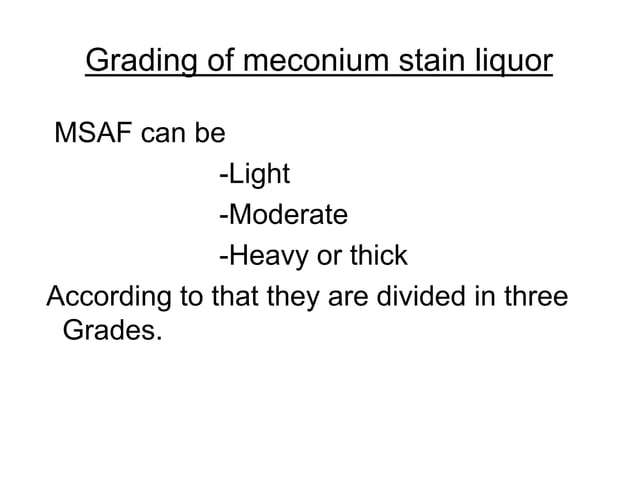 Grading of meconium stain liquor
MSAF can be
-Light
-Moderate
-Heavy or thick
According to that they are divided in three
Grades.